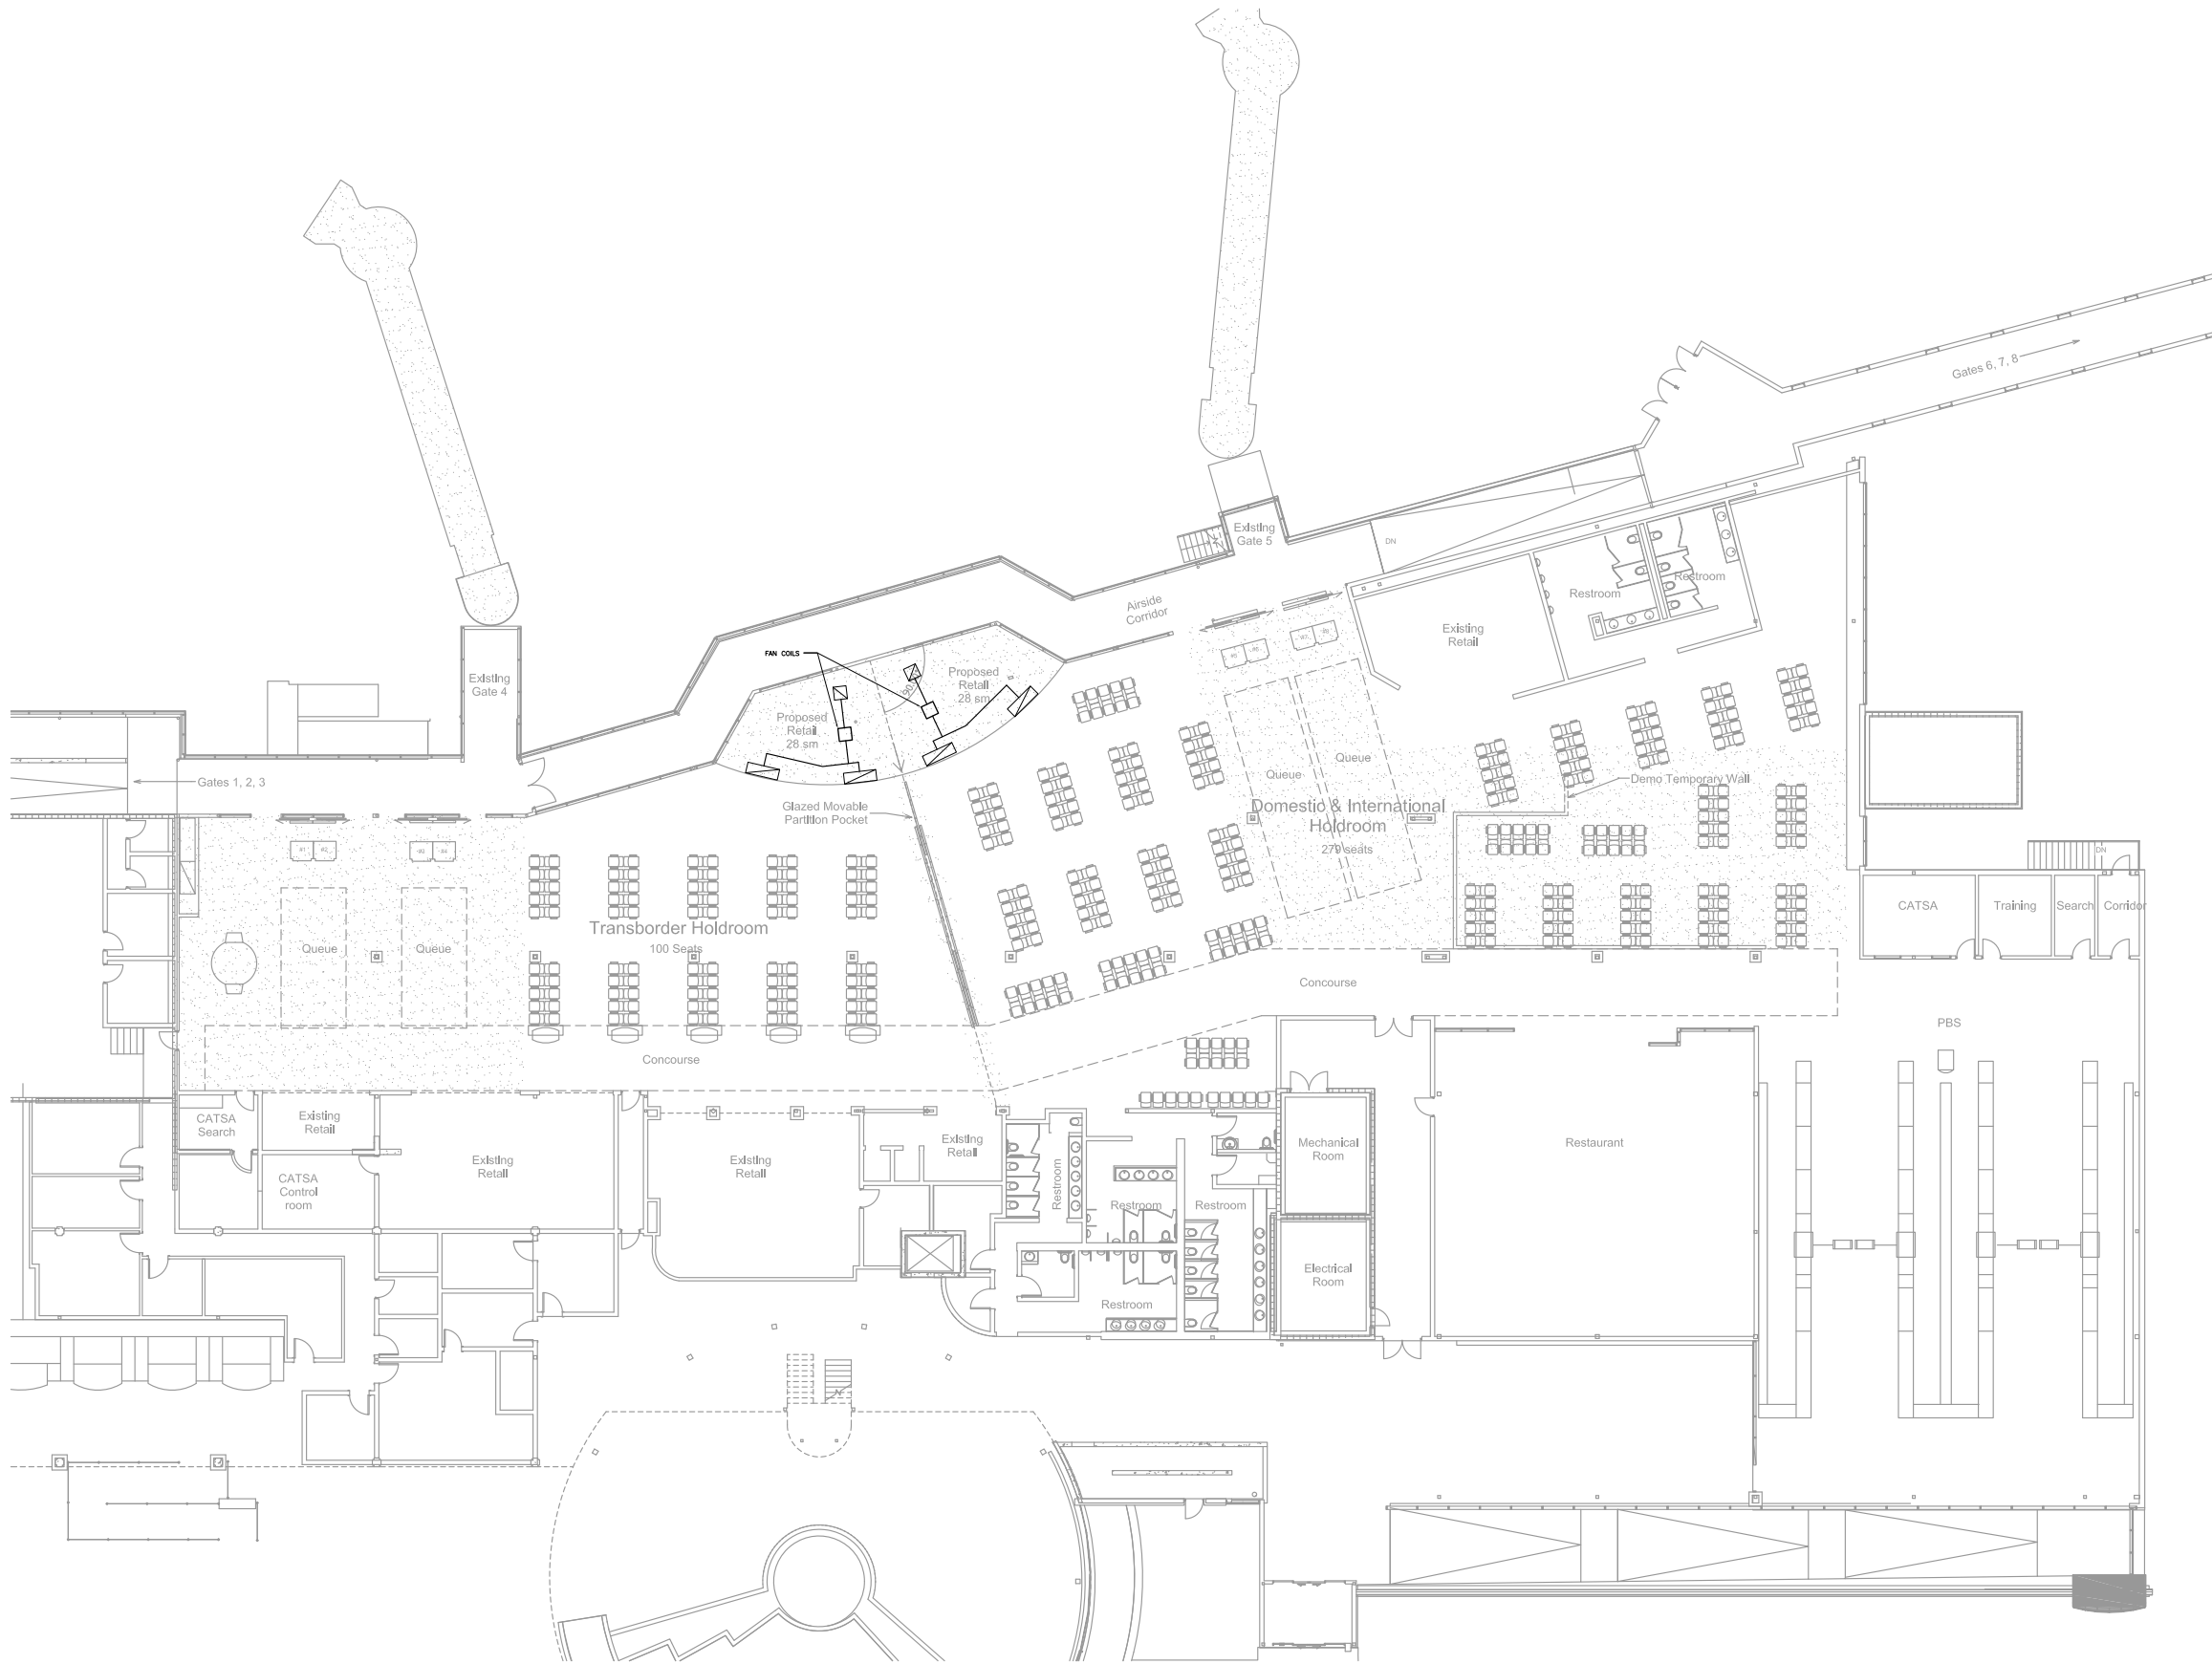 Gates 6, 7, 8
Existing
Gate 5
DN
Restroom
Restroom
Airside
Corridor
Existing
Retail
FAN COILS
Existing
Gate 4
Proposed
Retail
28 sm
Proposed
Retail
28 sm
Gates 1, 2, 3
Queue
Queue
Demo Temporary Wall
Glazed Movable
Partition Pocket
Domestic & International
Holdroom
270 seats
#1
#2
DN
CATSA
Training
Search
Corridor
Transborder Holdroom
100 Seats
Queue
Queue
Concourse
PBS
Concourse
CATSA
Search
Existing
Retail
Existing
Retail
CATSA
Control
room
Existing
Retail
Existing
Retail
Restroom
Restroom
Restroom
Restroom
Mechanical
Room
Electrical
Room
Restaurant